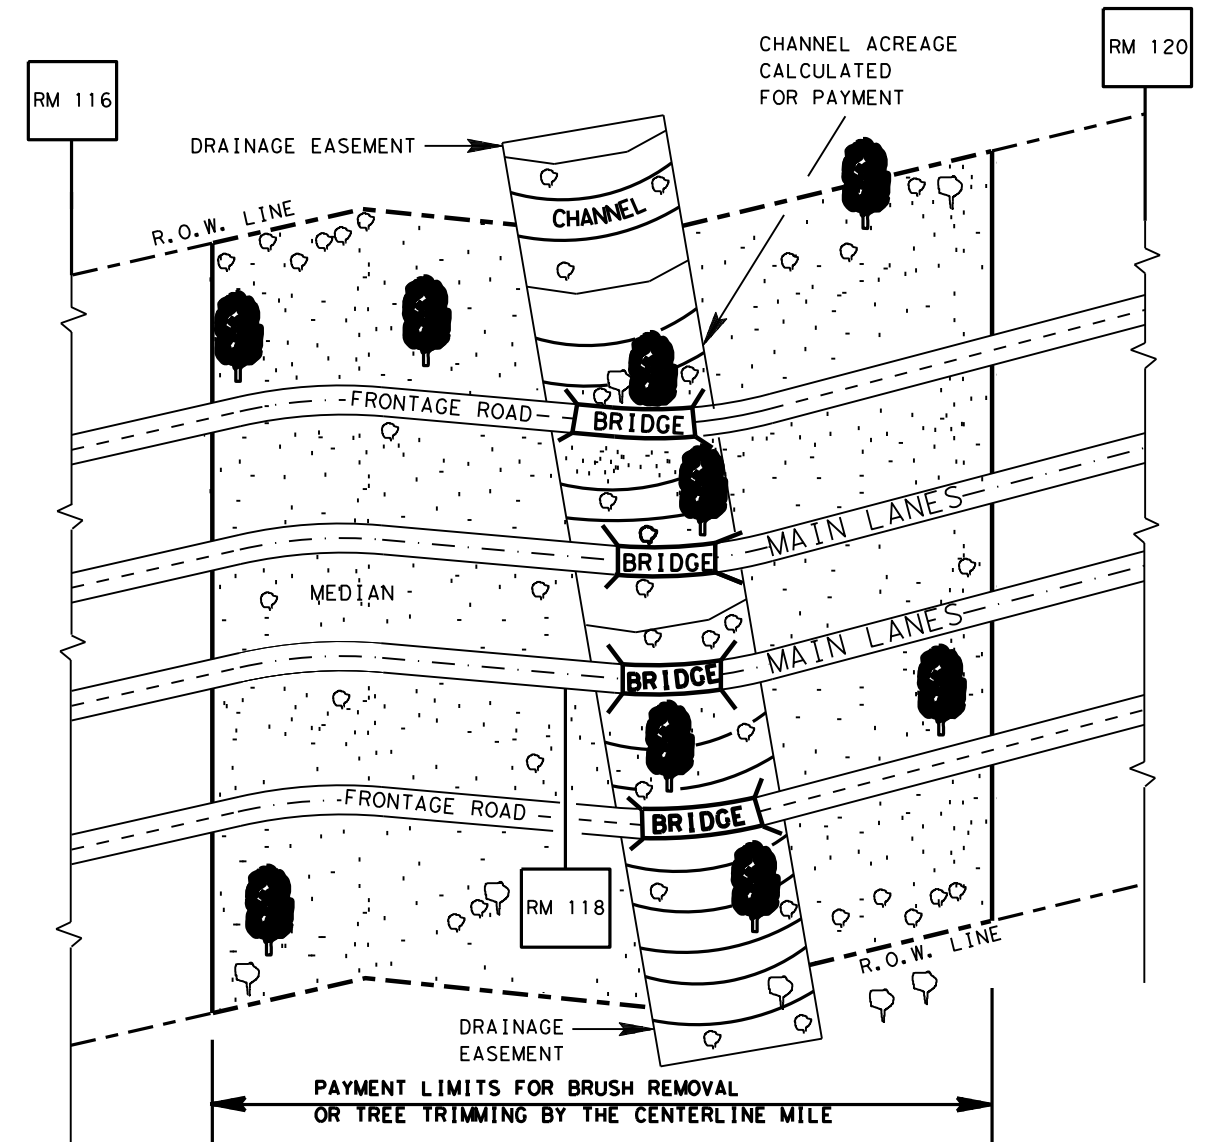 CHANNEL ACREAGE
CALCULATED
FOR PAYMENT
RM 120
RM 116
DRAINAGE EASEMENT
R.O.W. LINE
CHANNEL
FRONTAGE ROAD
BRIDGE
MAIN LANES
BRIDGE
MEDIAN
MAIN LANES
BRIDGE
FRONTAGE ROAD
BRIDGE
RM 118
R.O.W. LINE
DRAINAGE
EASEMENT
PAYMENT LIMITS FOR BRUSH REMOVAL
OR TREE TRIMMING BY THE CENTERLINE MILE